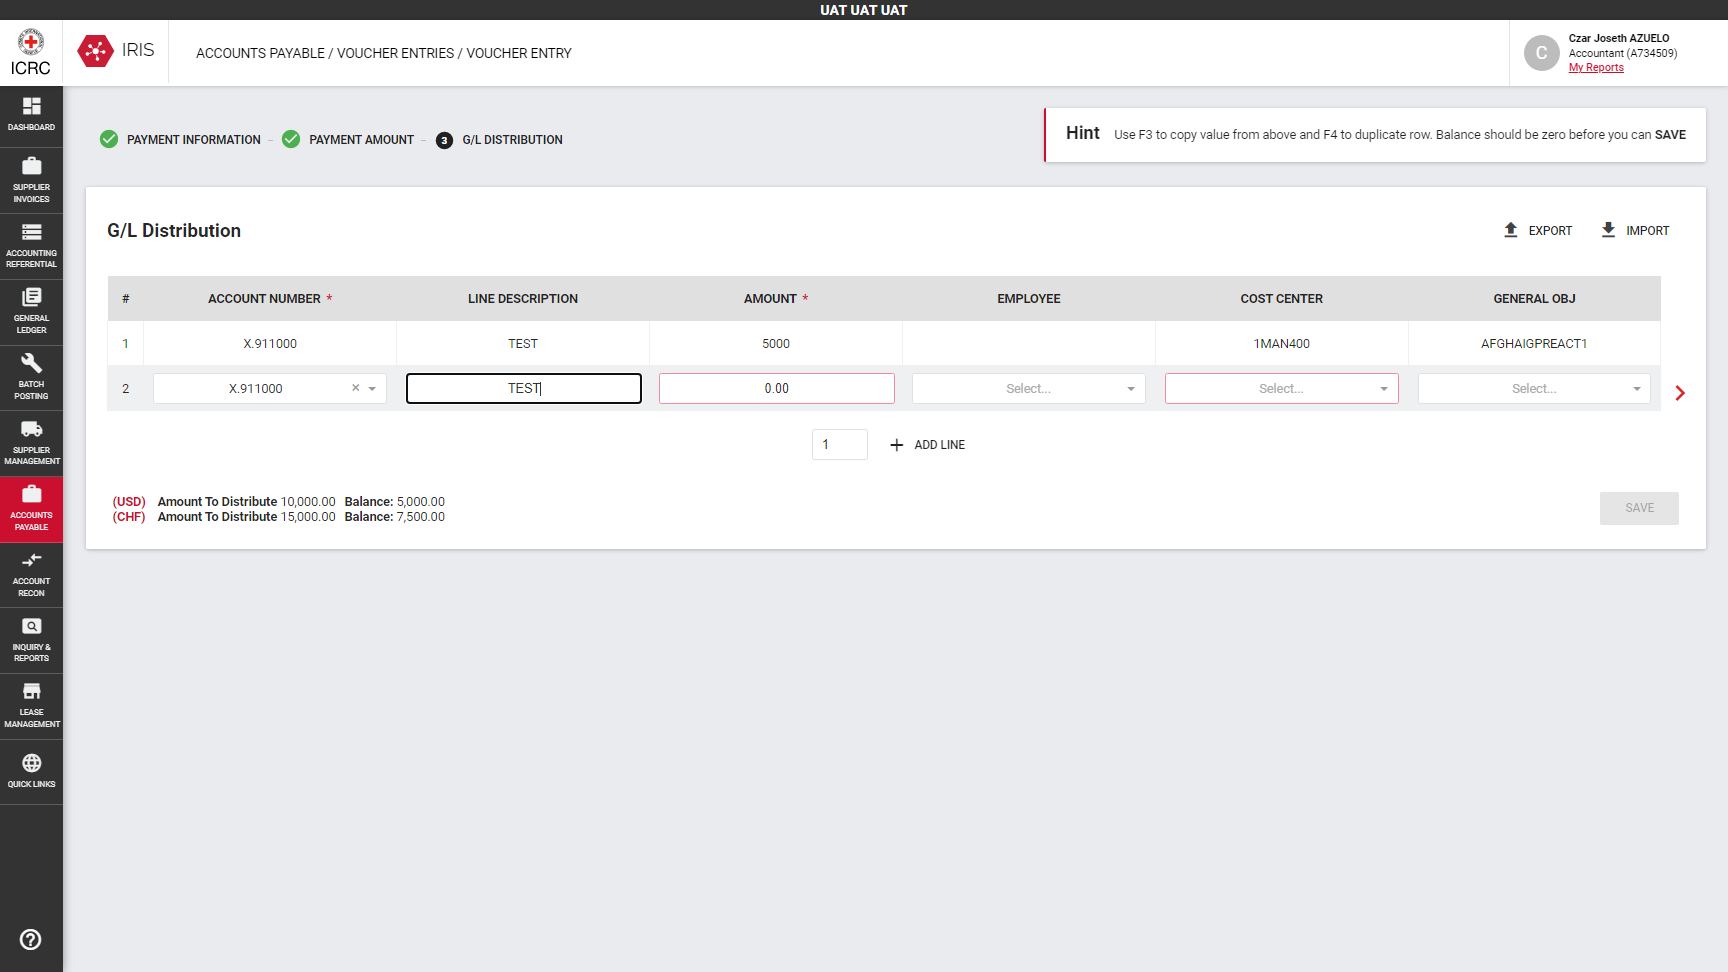 UAT UAT UAT
ICRC
IRIS
ACCOUNTS PAYABLE / VOUCHER ENTRIES / VOUCHER ENTRY
C
Czar Joseth AZUELO
Accountant (A734509)
My Reports
DASHBOARD
SUPPLIER
INVOICES
ACCOUNTING
REFERENTIAL
GENERAL
LEDGER
BATCH
POSTING
SUPPLIER
MANAGEMENT
ACCOUNTS
PAYABLE
ACCOUNT
RECON
INQUIRY &
REPORTS
LEASE
MANAGEMENT
QUICK LINKS
PAYMENT INFORMATION – PAYMENT AMOUNT – 3 G/L DISTRIBUTION
Hint Use F3 to copy value from above and F4 to duplicate row. Balance should be zero before you can SAVE
G/L Distribution
EXPORT IMPORT
# ACCOUNT NUMBER * LINE DESCRIPTION AMOUNT * EMPLOYEE COST CENTER GENERAL OBJ
1 X.911000 TEST 5000 1MAN400 AFGHAIGPREACT1
2 X.911000 × TEST 0.00 Select... Select... Select...
1 + ADD LINE
(USD) Amount To Distribute 10,000.00 Balance: 5,000.00
(CHF) Amount To Distribute 15,000.00 Balance: 7,500.00
SAVE